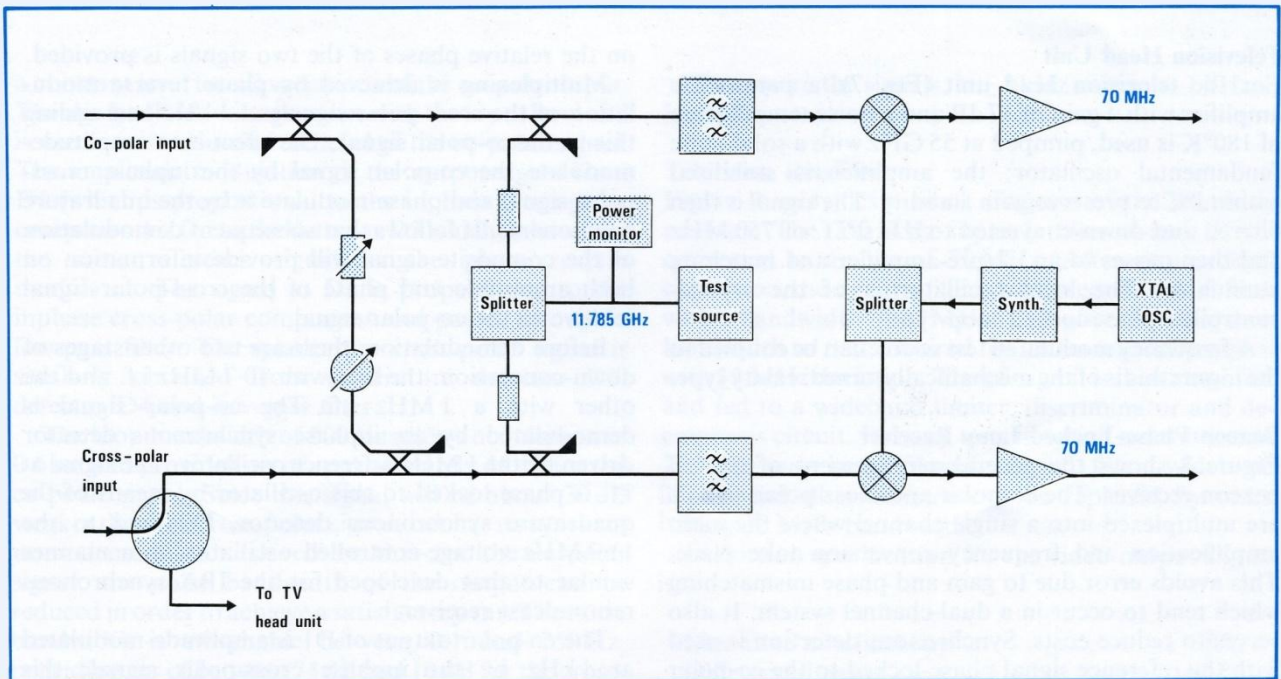 70 MHz
Co-polar input
Power
monitor
Splitter
11.785 GHz
Test
source
Splitter
Synth.
XTAL
OSC
Cross-polar
input
70 MHz
To TV
head unit